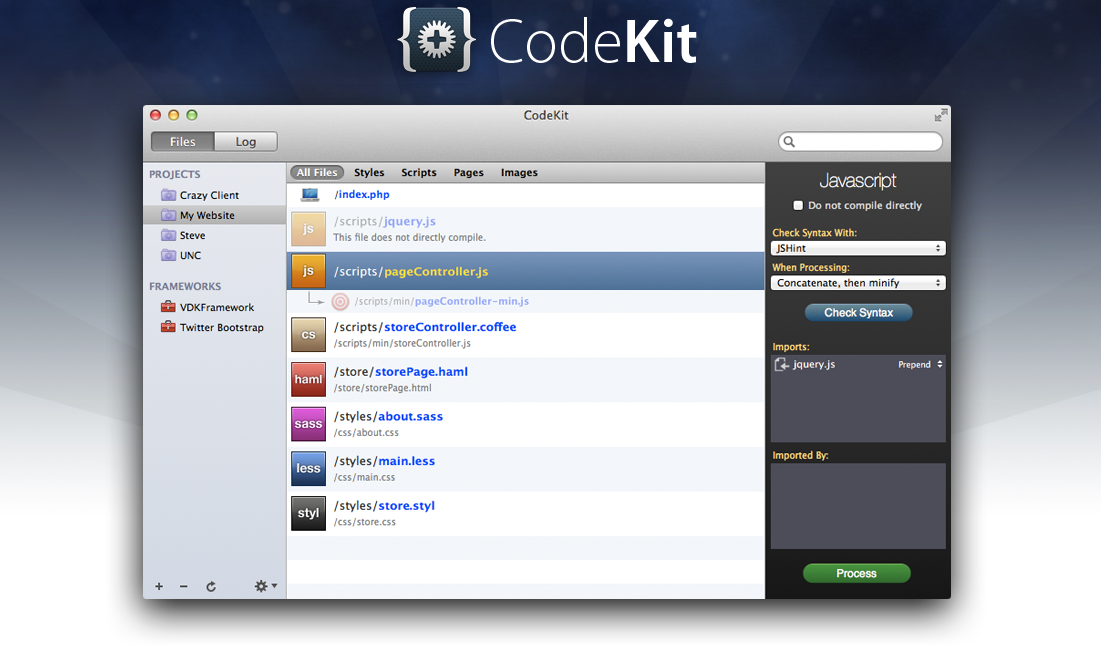 CodeKit
CodeKit
Files Log
All Files Styles Scripts Pages Images
PROJECTS
Crazy Client
My Website
Steve
UNC
FRAMEWORKS
VDKFramework
Twitter Bootstrap
/index.php
js /scripts/jquery.js
This file does not directly compile.
js /scripts/pageController.js
/scripts/min/pageController-min.js
cs /scripts/storeController.coffee
/scripts/min/storeController.js
haml /store/storePage.haml
/store/storePage.html
sass /styles/about.sass
/css/about.css
less /styles/main.less
/css/main.css
styl /styles/store.styl
/css/store.css
Javascript
Do not compile directly
Check Syntax With:
JSHint
When Processing:
Concatenate, then minify
Check Syntax
Imports:
jquery.js Prepend
Imported By:
Process